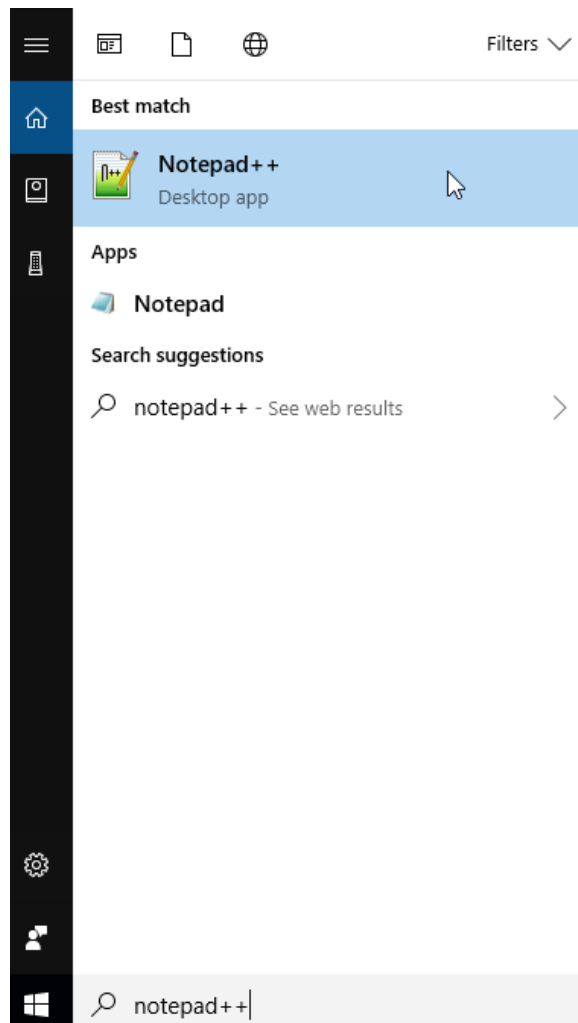 Filters
Best match
Notepad++
Desktop app
Apps
Notepad
Search suggestions
notepad++ - See web results
notepad++